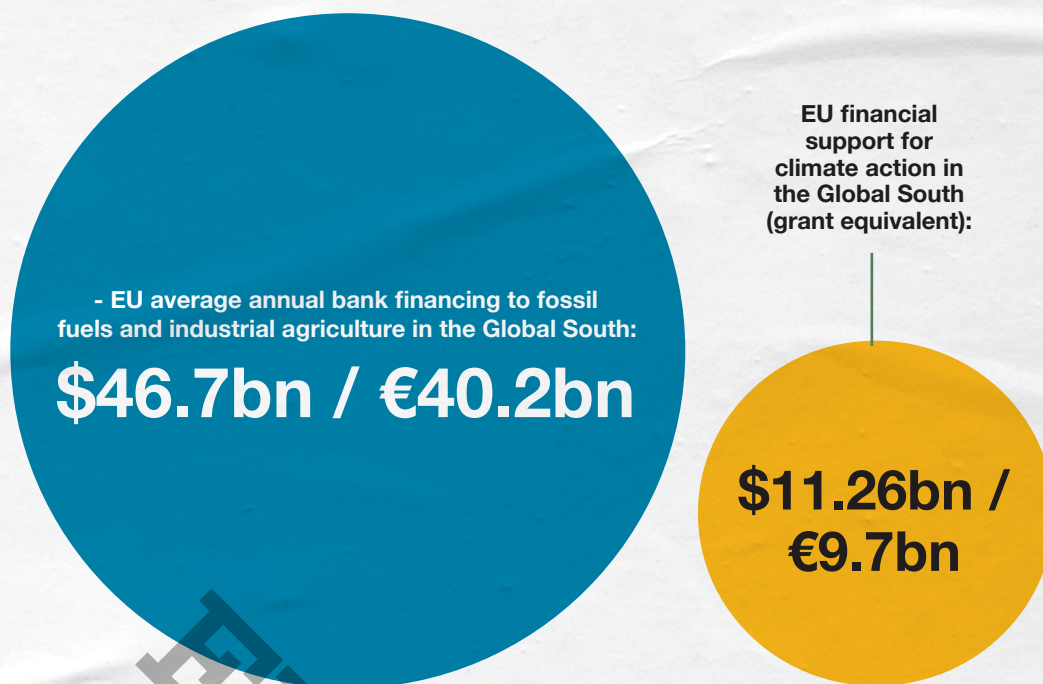 - EU average annual bank financing to fossil
fuels and industrial agriculture in the Global South:
$46.7bn / €40.2bn
EU financial
support for
climate action in
the Global South
(grant equivalent):
$11.26bn /
€9.7bn